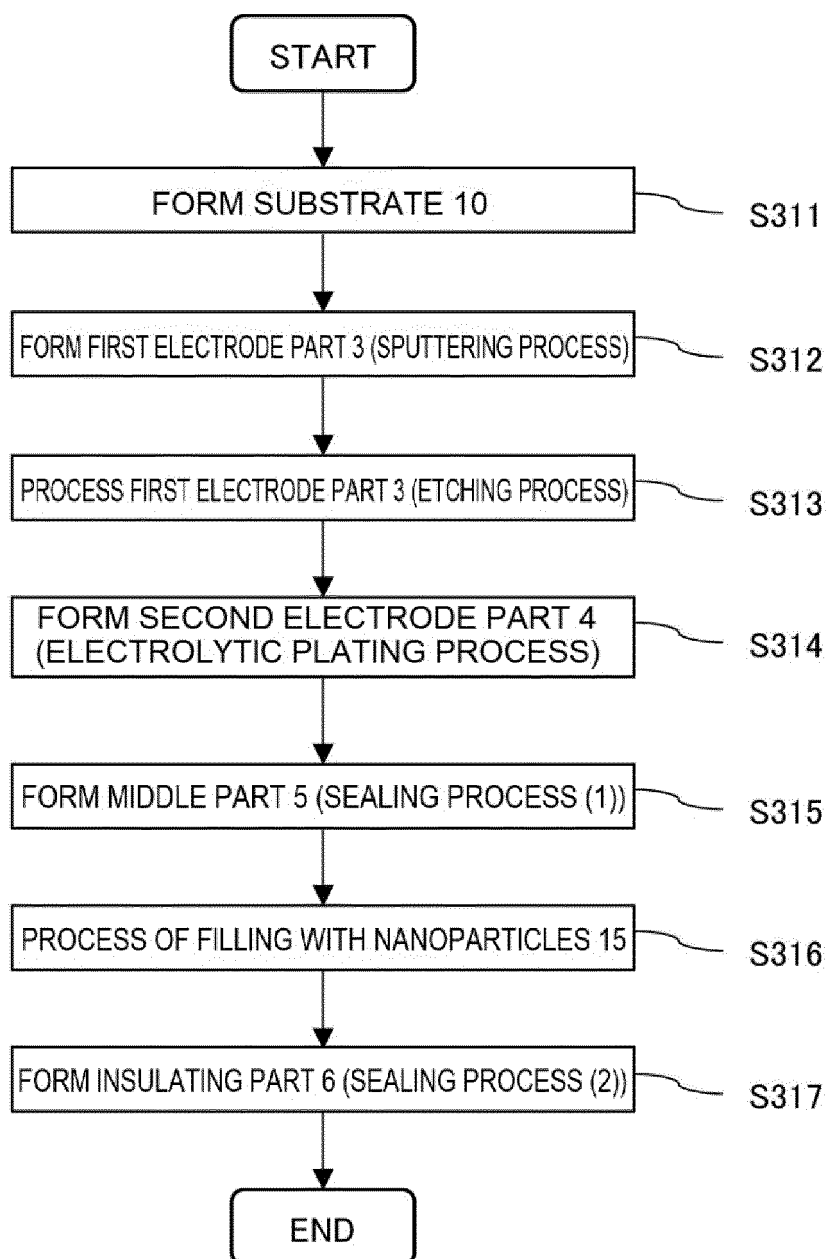 START
FORM SUBSTRATE 10
S311
FORM FIRST ELECTRODE PART 3 (SPUTTERING PROCESS)
S312
PROCESS FIRST ELECTRODE PART 3 (ETCHING PROCESS)
S313
FORM SECOND ELECTRODE PART 4
(ELECTROLYTIC PLATING PROCESS)
S314
FORM MIDDLE PART 5 (SEALING PROCESS (1))
S315
PROCESS OF FILLING WITH NANOPARTICLES 15
S316
FORM INSULATING PART 6 (SEALING PROCESS (2))
S317
END